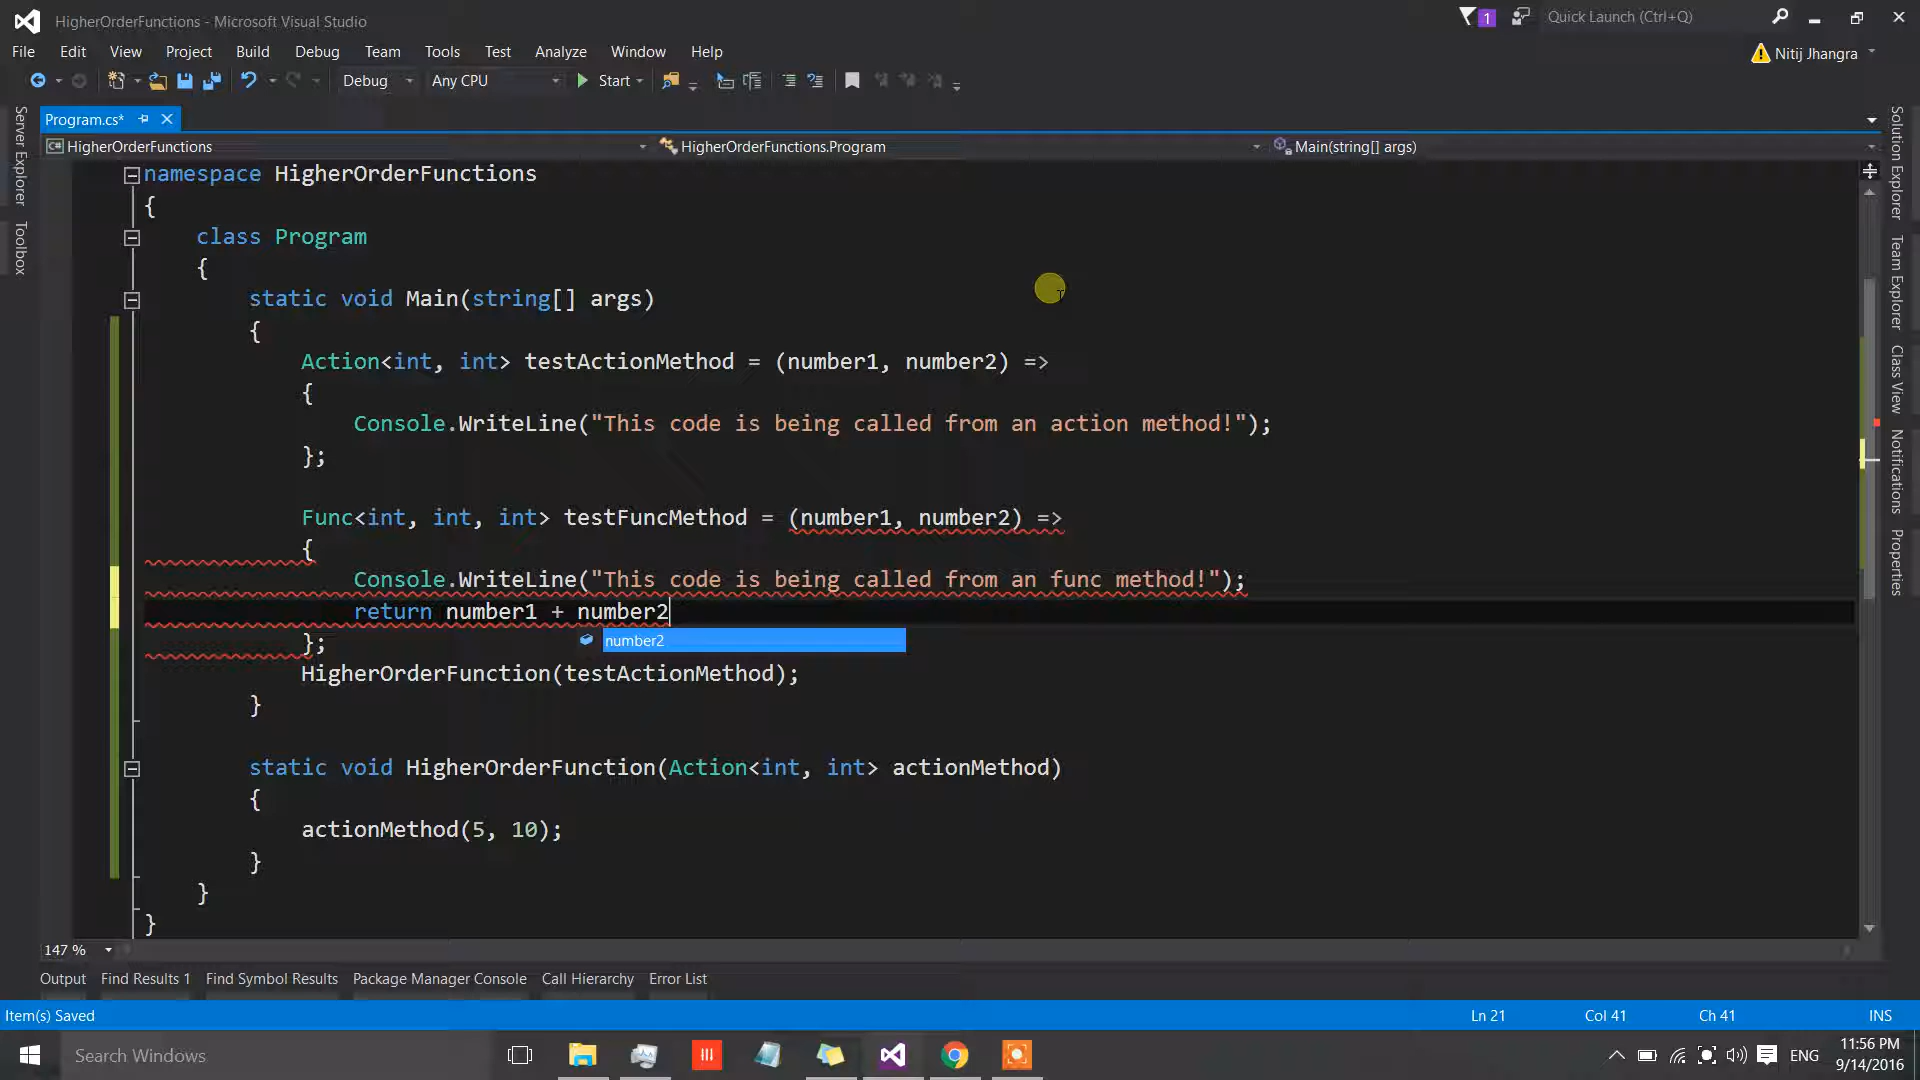 HigherOrderFunctions - Microsoft Visual Studio
1
Quick Launch (Ctrl+Q)
File Edit View Project Build Debug Team Tools Test Analyze Window Help
Nitij Jhangra
Debug Any CPU Start
Program.cs*
HigherOrderFunctions HigherOrderFunctions.Program Main(string[] args)
Server Explorer
Toolbox
Solution Explorer
Team Explorer
Class View
Notifications
Properties
namespace HigherOrderFunctions
{
class Program
{
static void Main(string[] args)
{
Action<int, int> testActionMethod = (number1, number2) =>
{
Console.WriteLine("This code is being called from an action method!");
};
Func<int, int, int> testFuncMethod = (number1, number2) =>
{
Console.WriteLine("This code is being called from an func method!");
return number1 + number2
number2
};
HigherOrderFunction(testActionMethod);
}
static void HigherOrderFunction(Action<int, int> actionMethod)
{
actionMethod(5, 10);
}
}
}
147 %
Output Find Results 1 Find Symbol Results Package Manager Console Call Hierarchy Error List
Item(s) Saved Ln 21 Col 41 Ch 41 INS
Search Windows
ENG
11:56 PM
9/14/2016